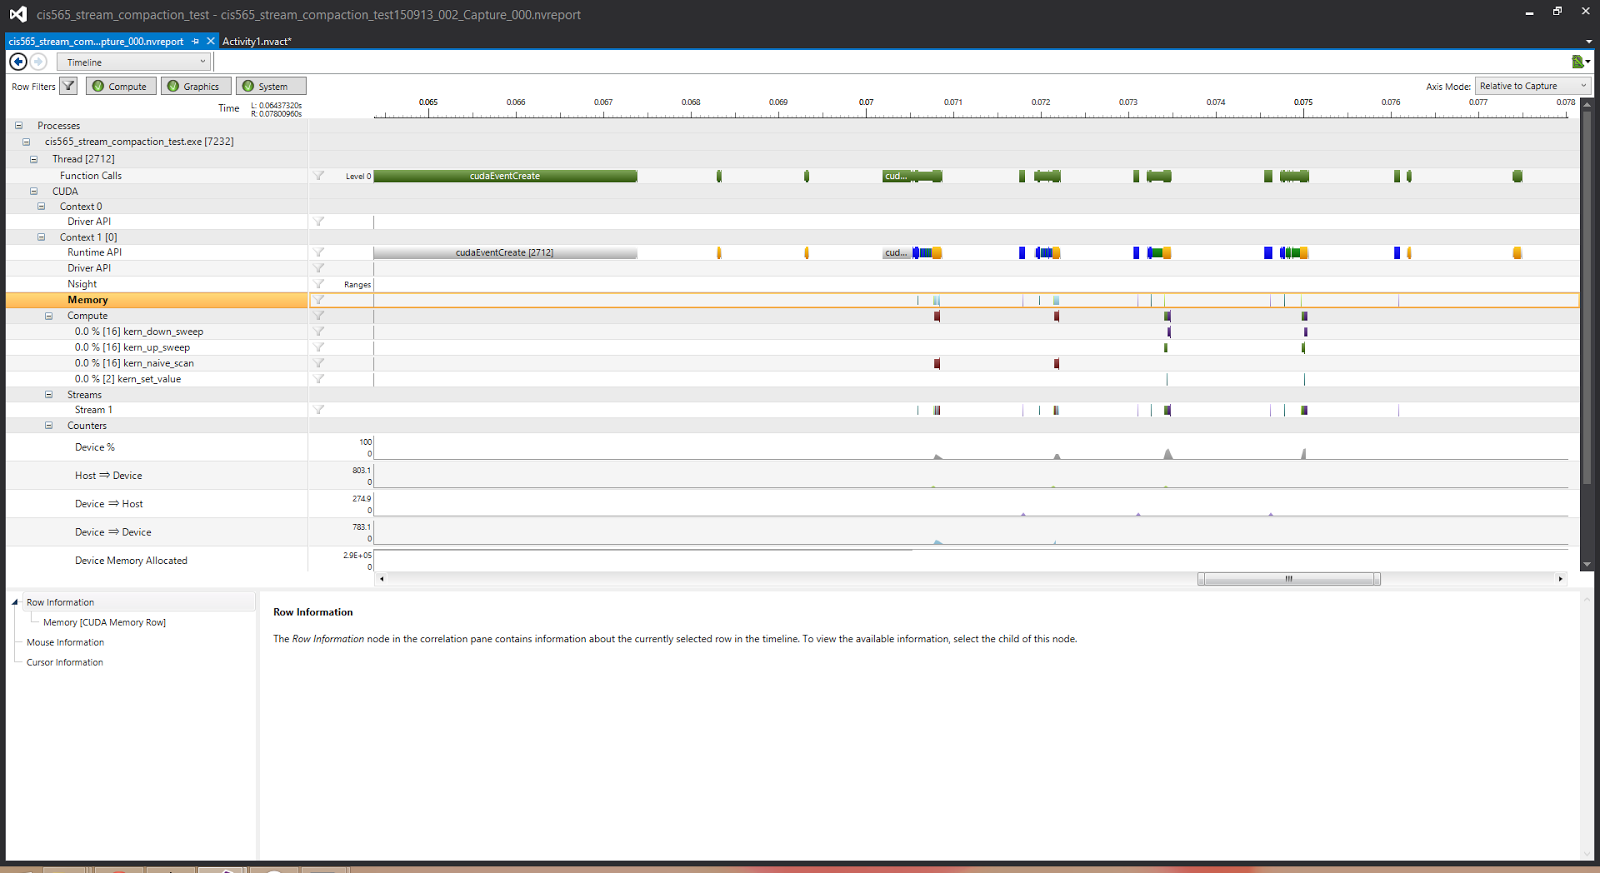 cis565_stream_compaction_test - cis565_stream_compaction_test150913_002_Capture_000.nvreport
cis565_stream_com...pture_000.nvreport Activity1.nvact*
Timeline
Row Filters Compute Graphics System Axis Mode: Relative to Capture
Time L: 0.06437320s
R: 0.07800960s
0.065 0.066 0.067 0.068 0.069 0.07 0.071 0.072 0.073 0.074 0.075 0.076 0.077 0.078
Processes
cis565_stream_compaction_test.exe [7232]
Thread [2712]
Function Calls Level 0 cudaEventCreate cud...
CUDA
Context 0
Driver API
Context 1 [0]
Runtime API cudaEventCreate [2712] cud...
Driver API
Nsight Ranges
Memory
Compute
0.0 % [16] kern_down_sweep
0.0 % [16] kern_up_sweep
0.0 % [16] kern_naive_scan
0.0 % [2] kern_set_value
Streams
Stream 1
Counters
Device % 100
0
Host ⇒ Device 803.1
0
Device ⇒ Host 274.9
0
Device ⇒ Device 783.1
0
Device Memory Allocated 2.9E+05
0
Row Information
Memory [CUDA Memory Row]
Mouse Information
Cursor Information
Row Information
The Row Information node in the correlation pane contains information about the currently selected row in the timeline. To view the available information, select the child of this node.